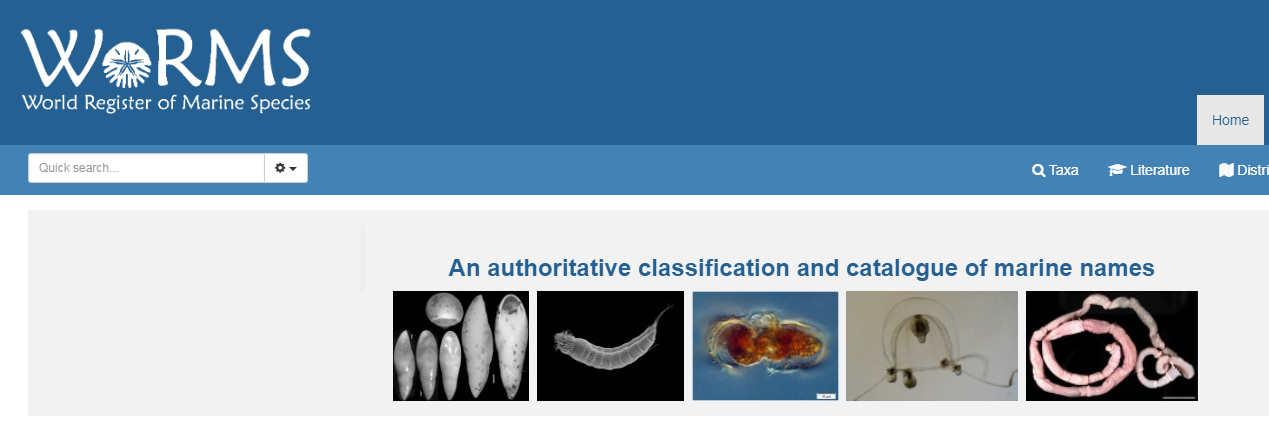 WoRMS
World Register of Marine Species
Home
Quick search...
Taxa
Literature
Distri
An authoritative classification and catalogue of marine names